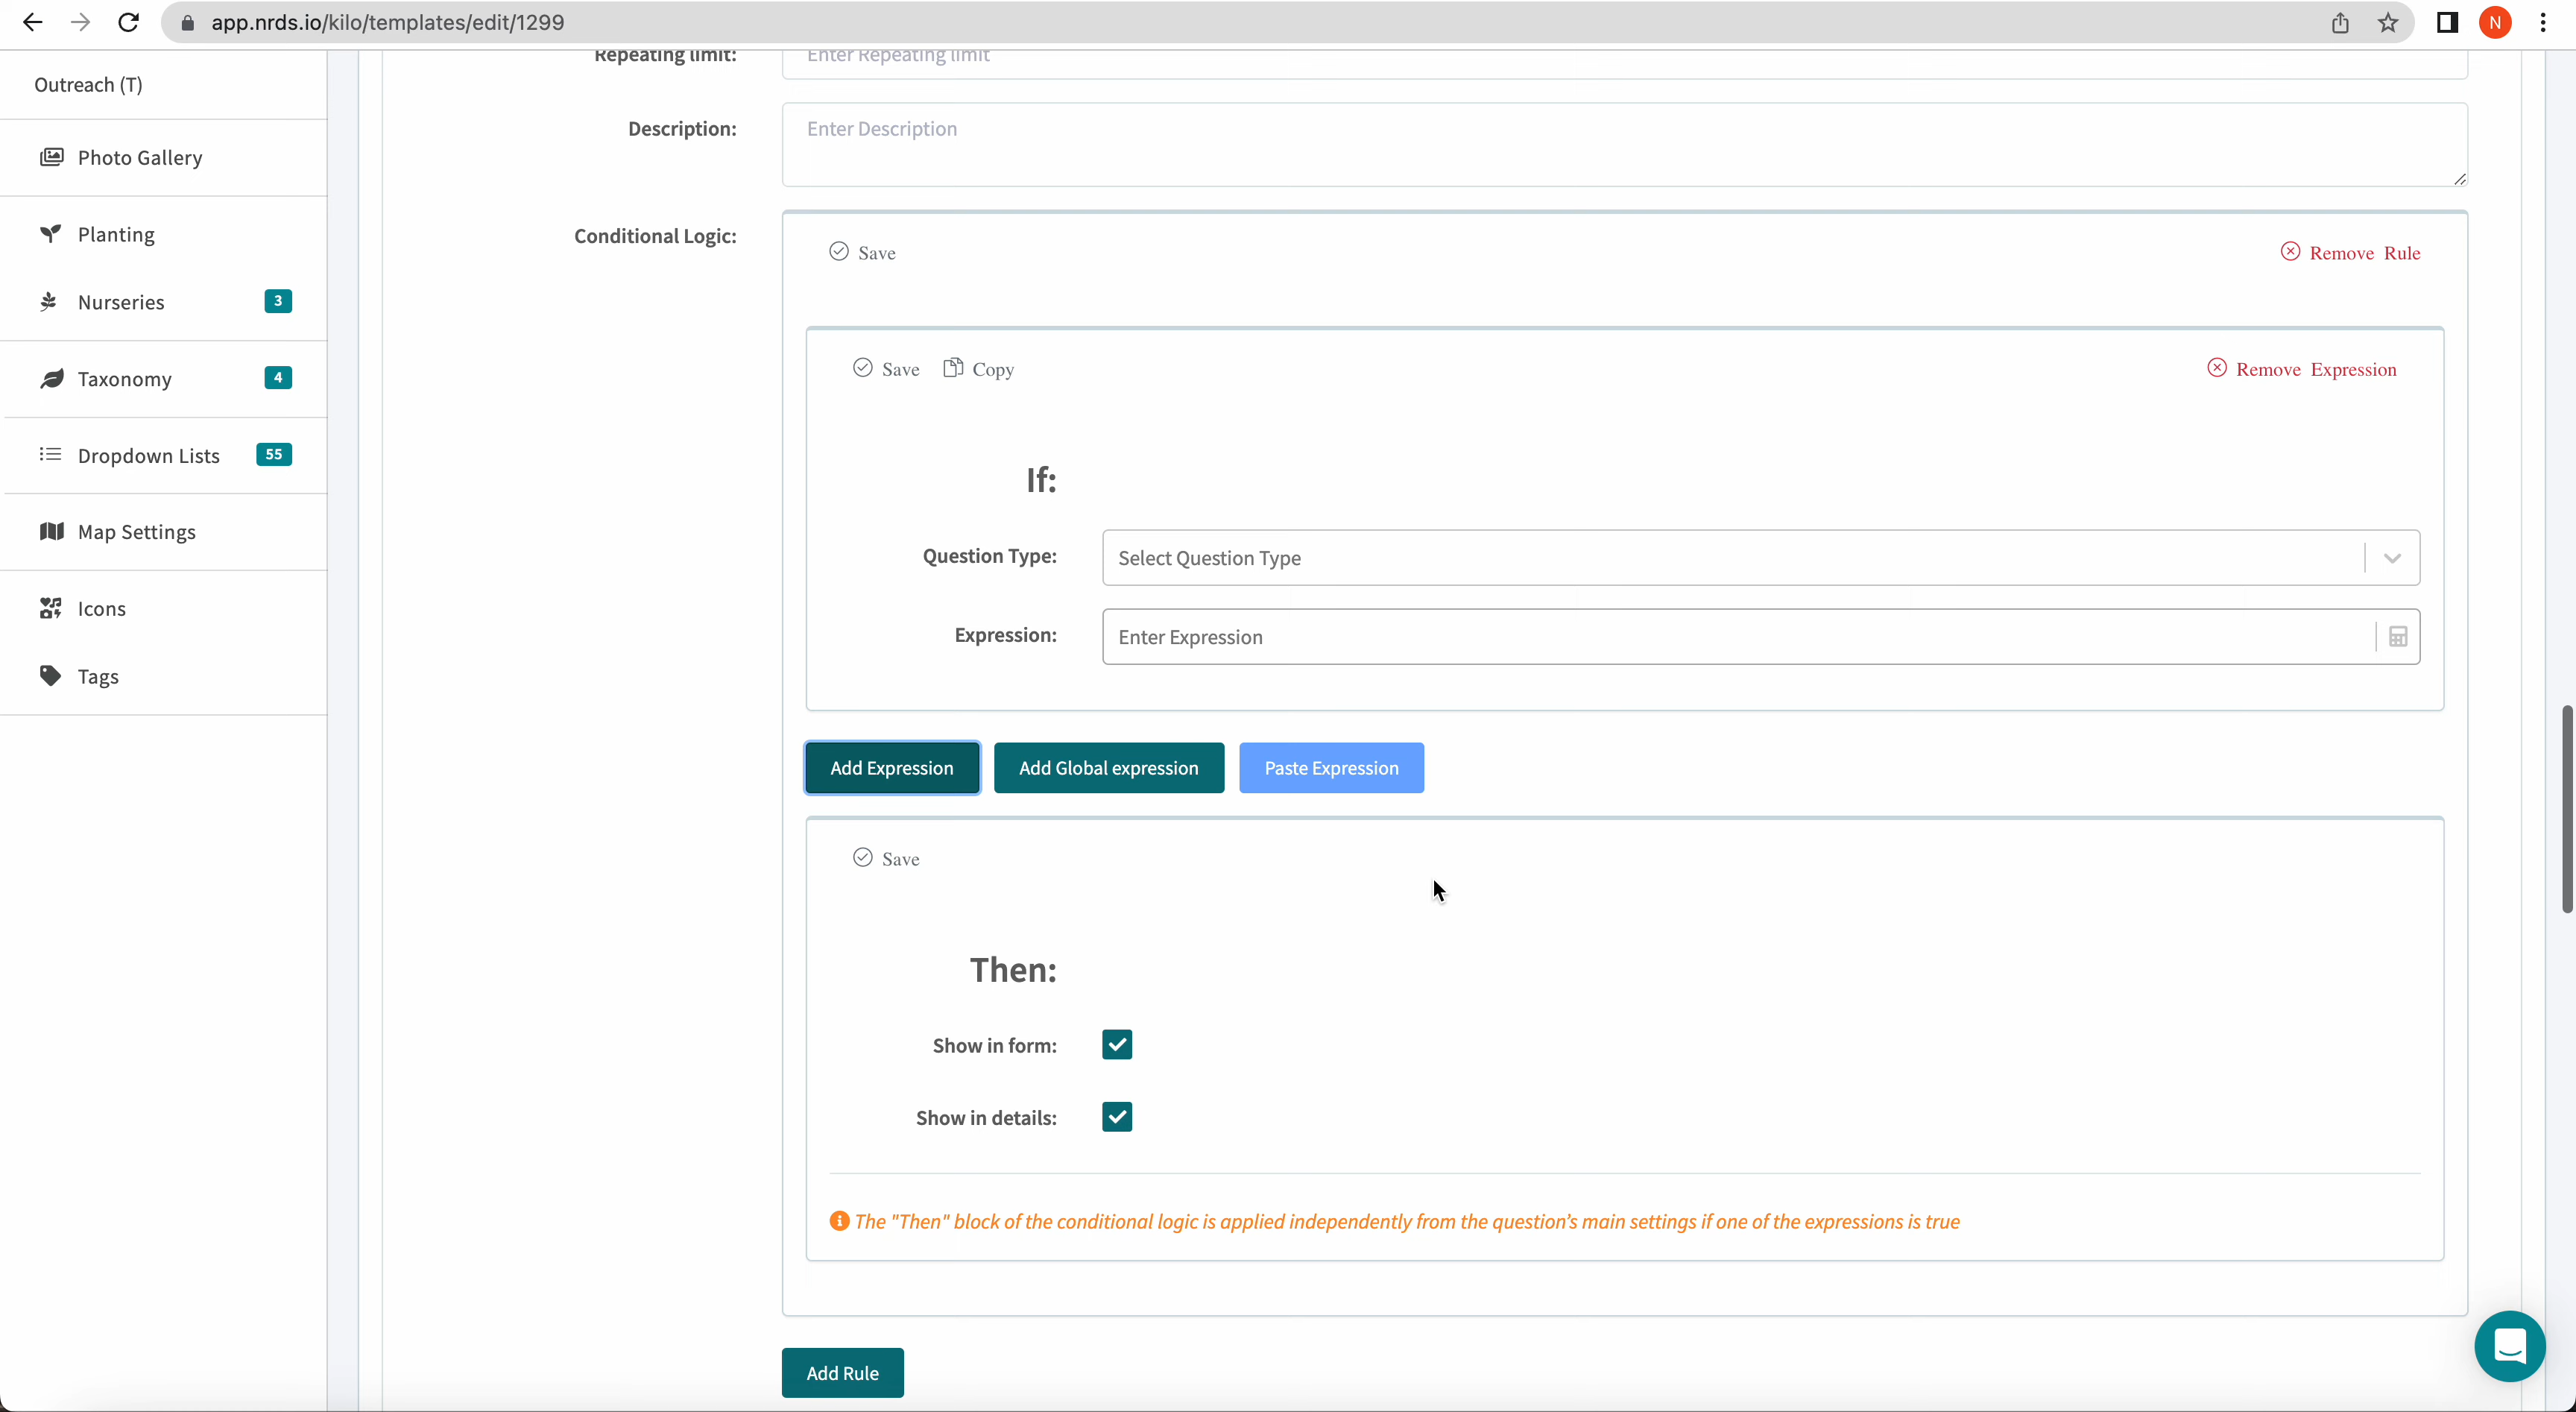 app.nrds.io/kilo/templates/edit/1299
N
Repeating limit:
Enter Repeating limit
Outreach (T)
Description:
Enter Description
Photo Gallery
Planting
Conditional Logic:
Save
Remove Rule
Nurseries
3
Taxonomy
4
Save
Copy
Remove Expression
Dropdown Lists
55
If:
Map Settings
Question Type:
Select Question Type
Icons
Expression:
Enter Expression
Tags
Add Expression
Add Global expression
Paste Expression
Save
Then:
Show in form:
Show in details:
The "Then" block of the conditional logic is applied independently from the question's main settings if one of the expressions is true
Add Rule